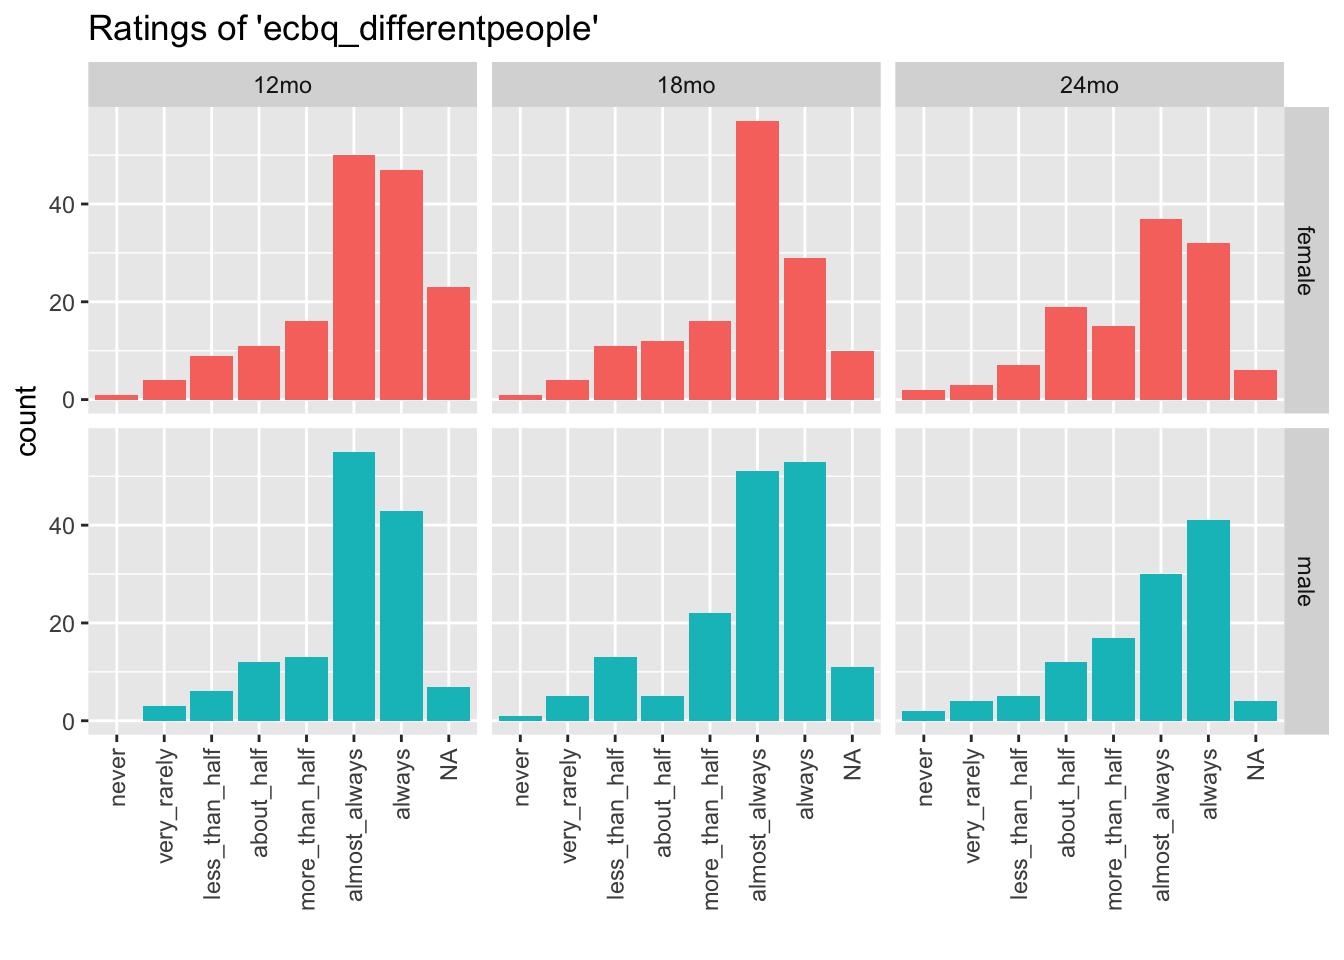 Ratings of 'ecbq_differentpeople'
12mo 18mo 24mo
count
40
20
0
female
40
20
0
male
never very_rarely less_than_half about_half more_than_half almost_always always NA never very_rarely less_than_half about_half more_than_half almost_always always NA never very_rarely less_than_half about_half more_than_half almost_always always NA